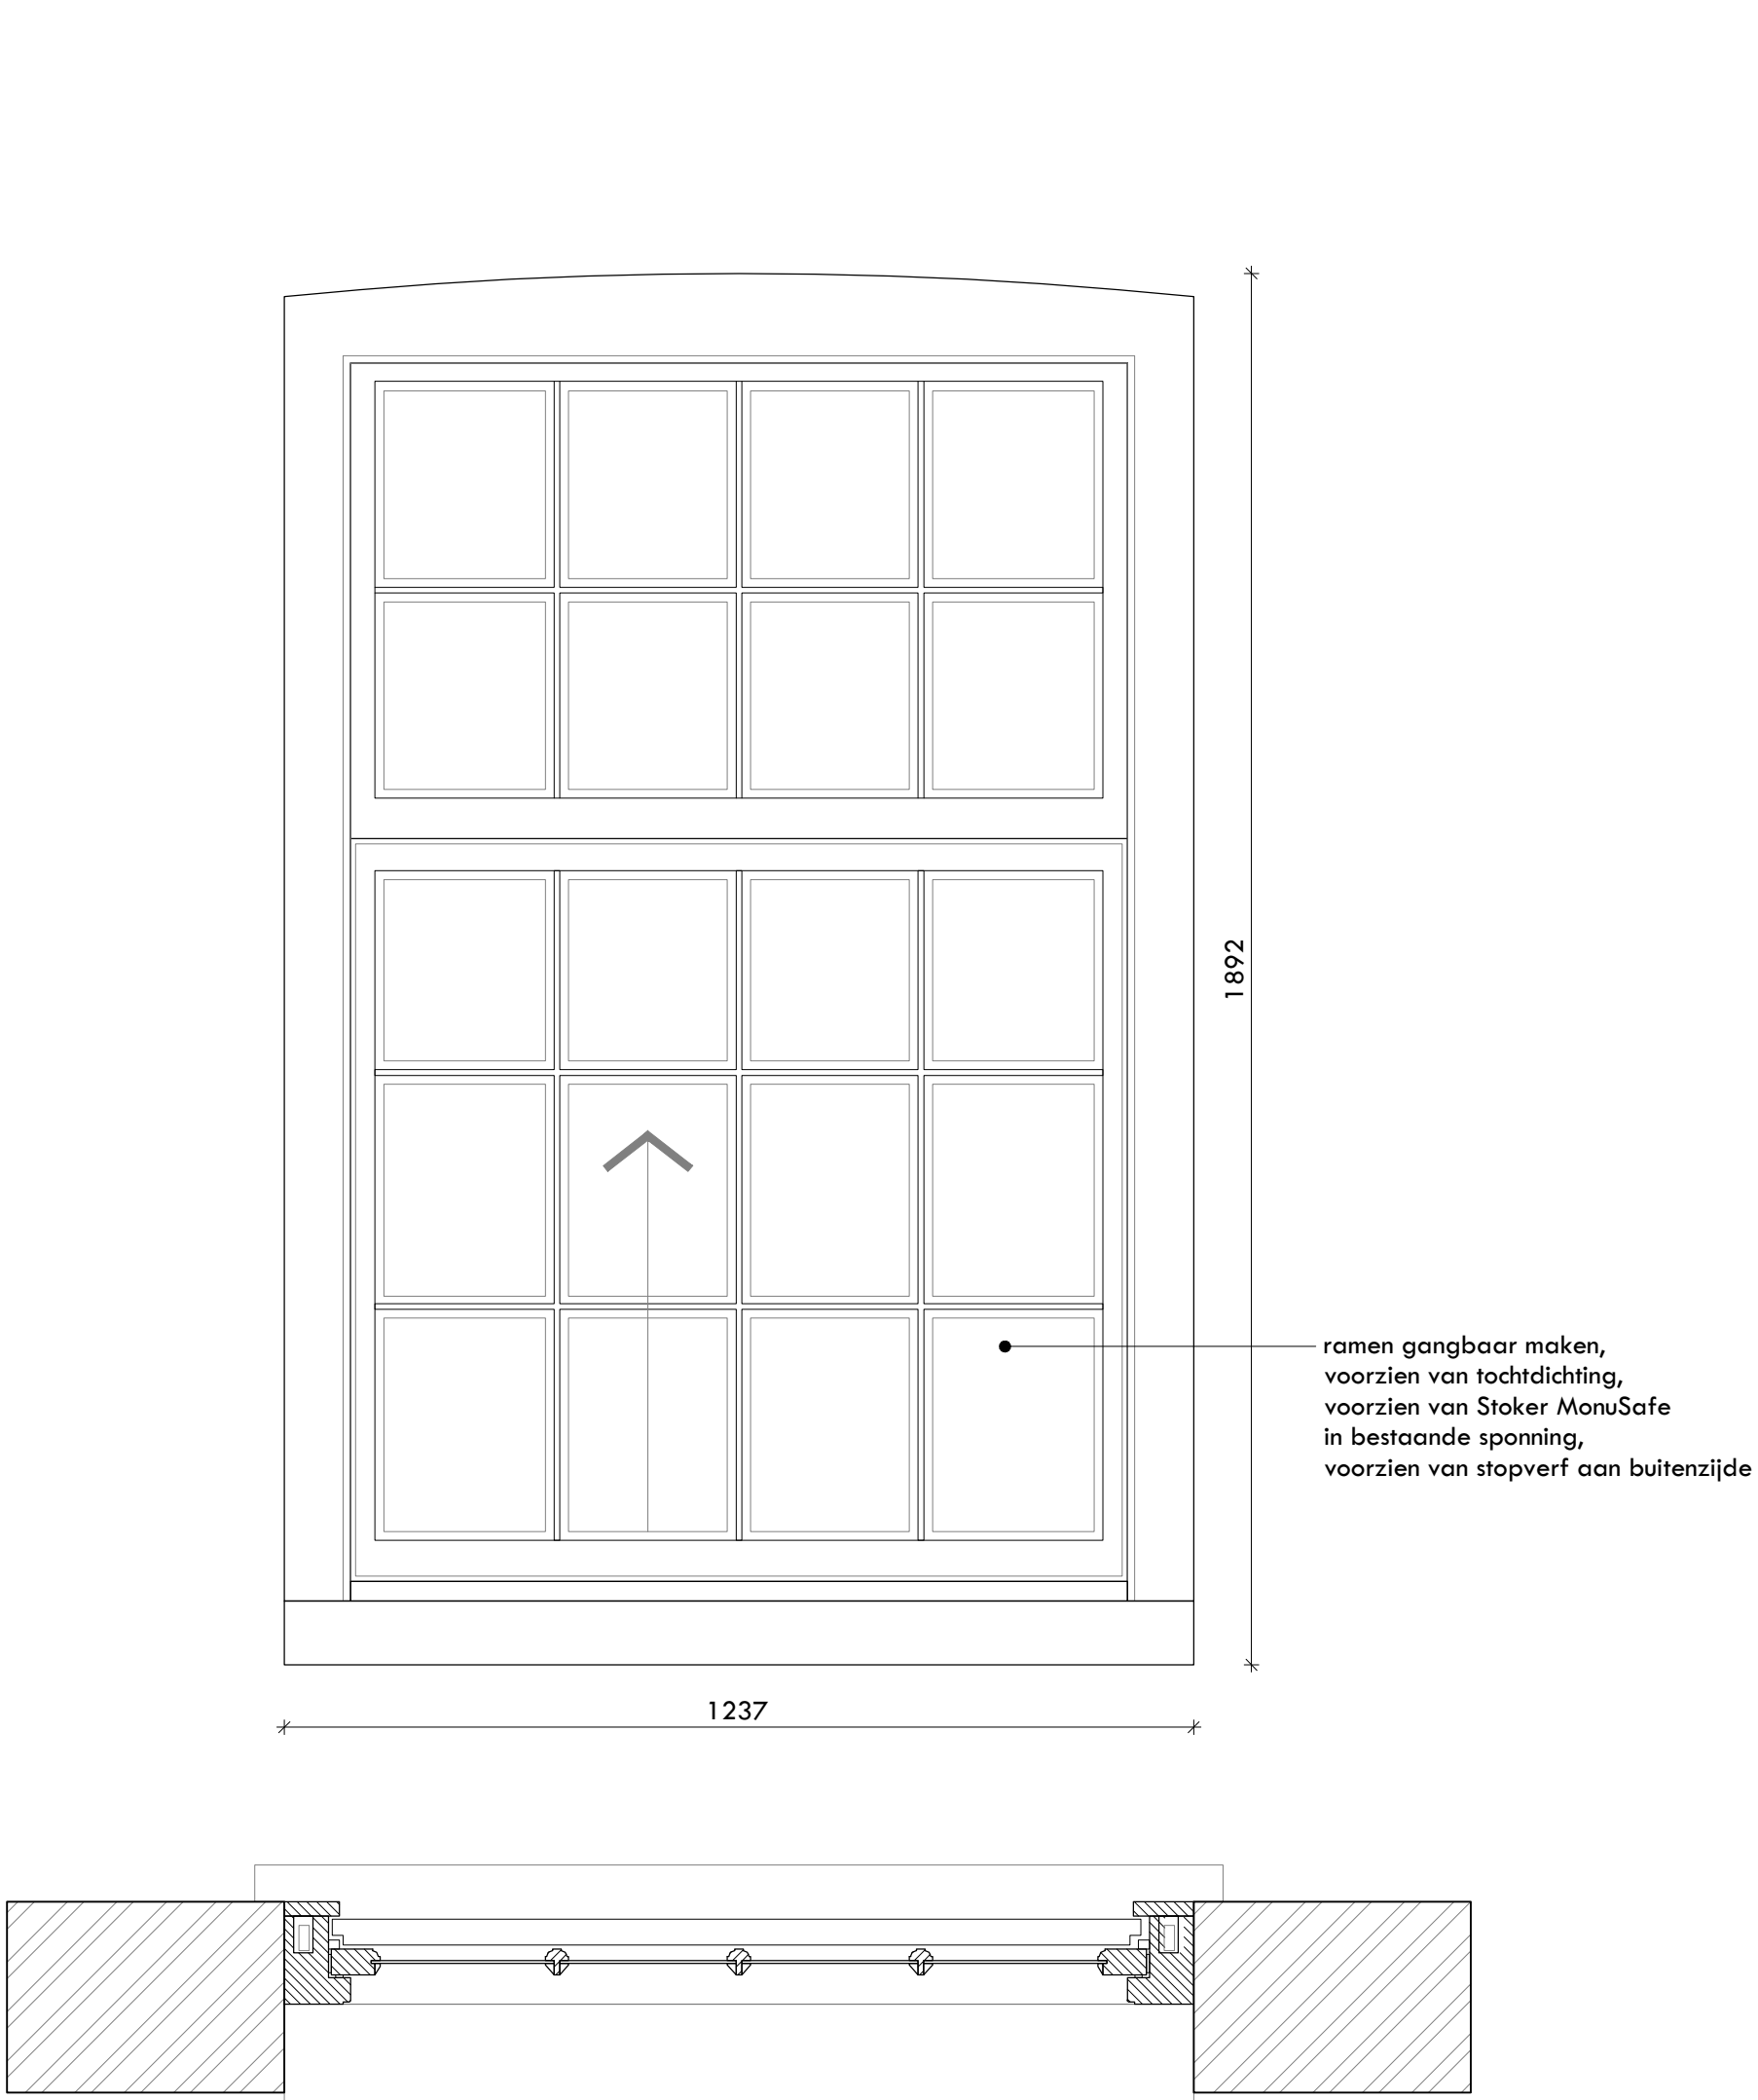 1892
ramen gangbaar maken,
voorzien van tochtdichting,
voorzien van Stoker MonuSafe
in bestaande sponning,
voorzien van stopverf aan buitenzijde
1237